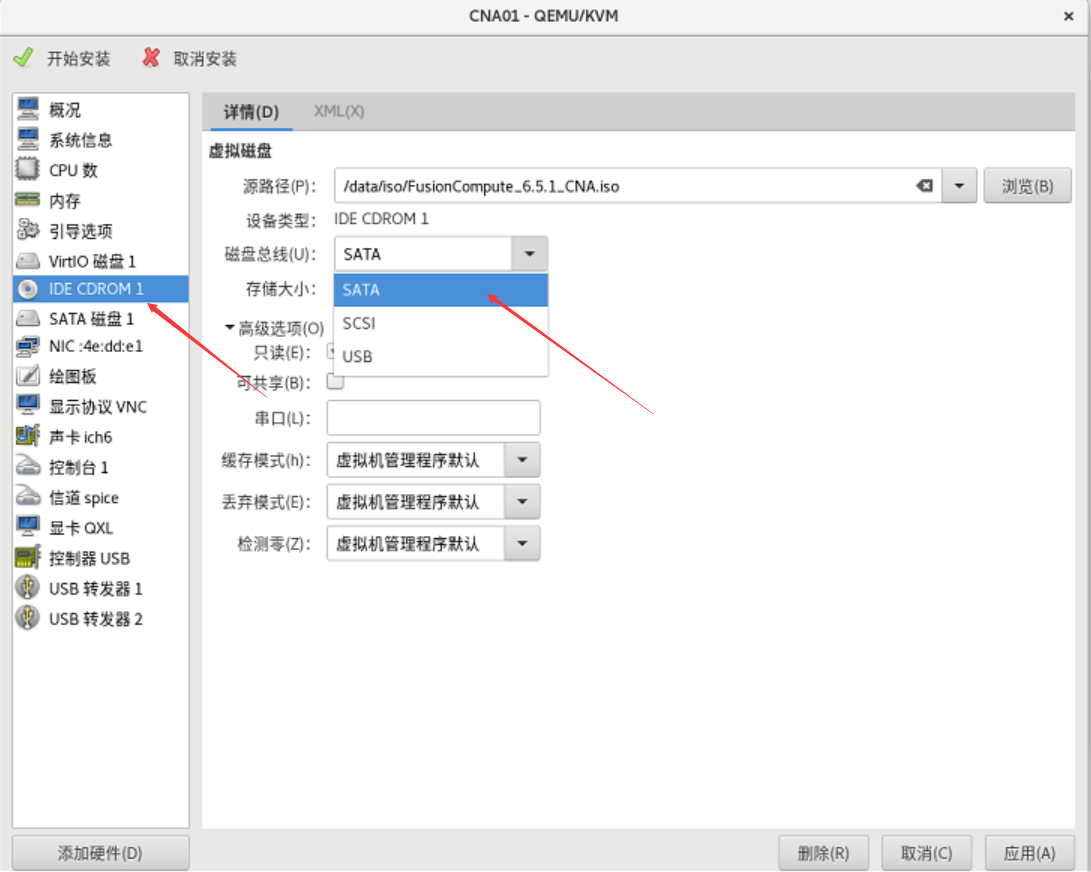 CNA01 - QEMU/KVM
开始安装 取消安装
概况
系统信息
CPU 数
内存
引导选项
VirtIO 磁盘 1
IDE CDROM 1
SATA 磁盘 1
NIC :4e:dd:e1
绘图板
显示协议 VNC
声卡 ich6
控制台 1
信道 spice
显卡 QXL
控制器 USB
USB 转发器 1
USB 转发器 2
添加硬件(D)
详情(D) XML(X)
虚拟磁盘
源路径(P): /data/iso/FusionCompute_6.5.1_CNA.iso 浏览(B)
设备类型: IDE CDROM 1
磁盘总线(U): SATA
SATA
SCSI
USB
存储大小:
高级选项(O)
只读(E):
可共享(B):
串口(L):
缓存模式(h): 虚拟机管理程序默认
丢弃模式(E): 虚拟机管理程序默认
检测零(Z): 虚拟机管理程序默认
删除(R) 取消(C) 应用(A)